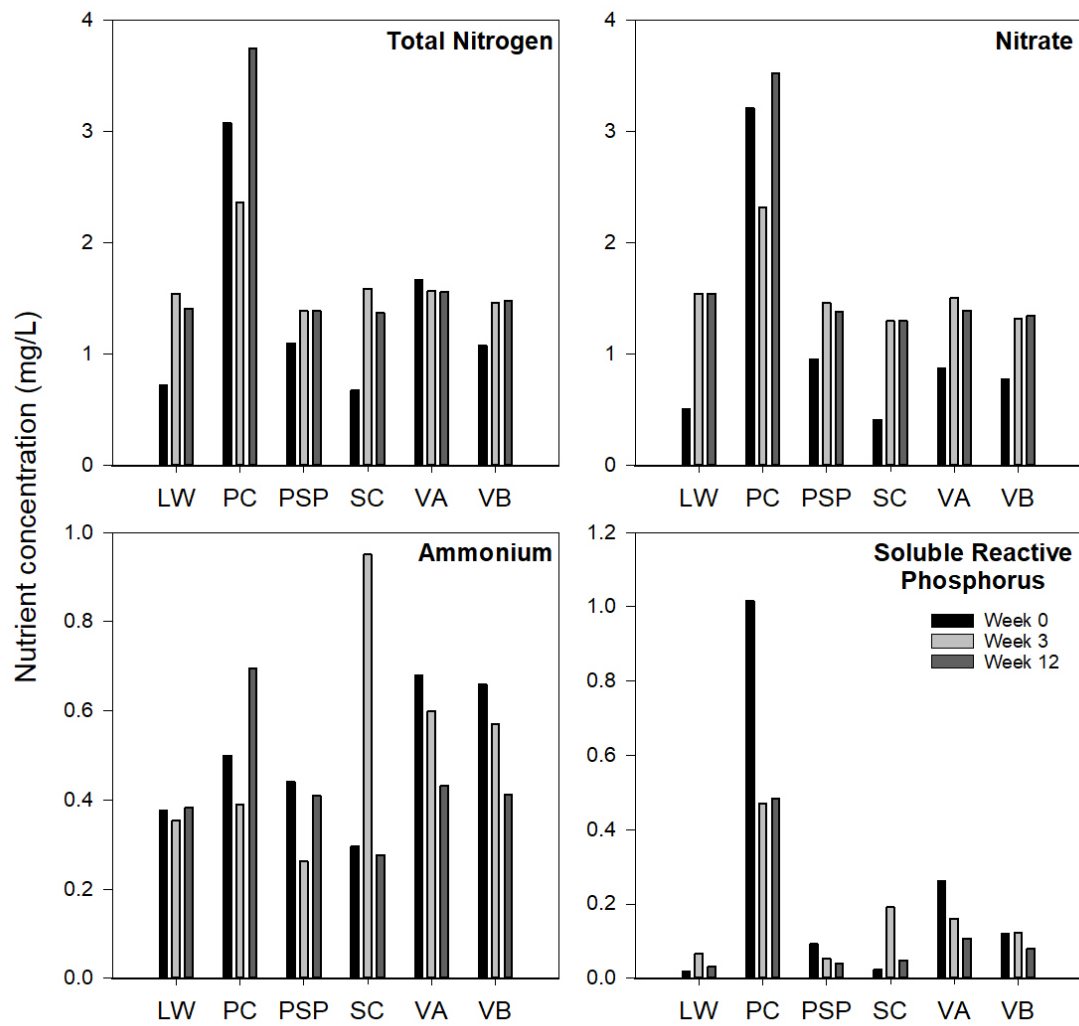 Nutrient concentration (mg/L)
Total Nitrogen
4
3
2
1
0
LW PC PSP SC VA VB
Nitrate
4
3
2
1
0
LW PC PSP SC VA VB
Ammonium
1.0
0.8
0.6
0.4
0.2
0.0
LW PC PSP SC VA VB
Soluble Reactive
Phosphorus
Week 0
Week 3
Week 12
1.2
1.0
0.8
0.6
0.4
0.2
0.0
LW PC PSP SC VA VB